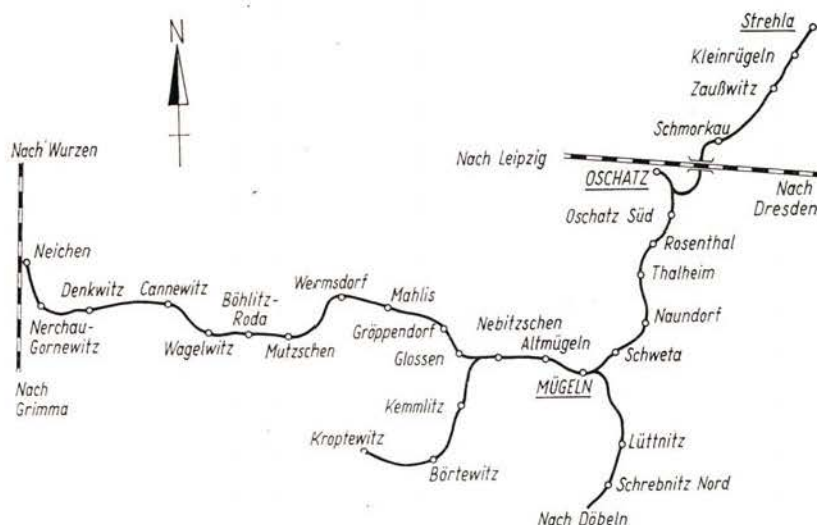 N
Strehla
Kleinrügeln
Zaußwitz
Schmorkau
Nach Wurzen
Nach Leipzig
OSCHATZ
Nach
Dresden
Oschatz Süd
Rosenthal
Thalheim
Neichen
Denkwitz
Cannewitz
Böhlitz-
Roda
Wermsdorf
Mahlis
Nerchau-
Gornewitz
Wagelwitz
Mutzschen
Gröppendorf
Nebitzschen
Naundorf
Glossen
Altmügeln
Schweta
Nach
Grimma
MÜGELN
Kemmlitz
Kroptewitz
Börtewitz
Lüttnitz
Schrebnitz Nord
Nach Döbeln